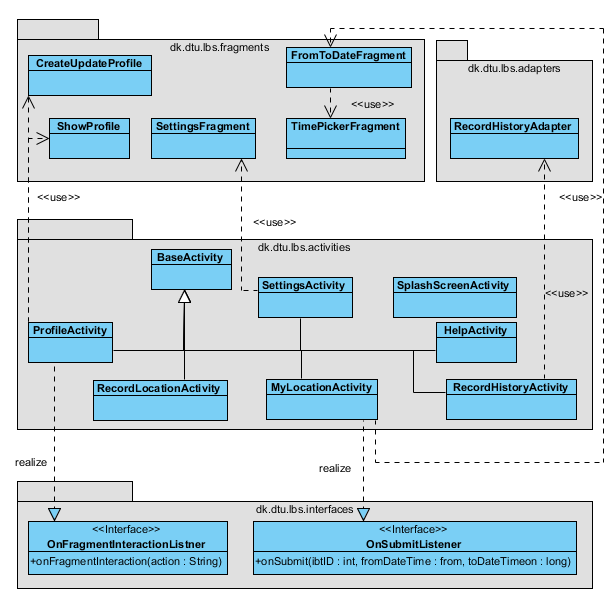 dk.dtu.lbs.fragments
CreateUpdateProfile
FromToDateFragment
<<use>>
ShowProfile
SettingsFragment
TimePickerFragment
dk.dtu.lbs.adapters
RecordHistoryAdapter
<<use>>
<<use>>
<<use>>
dk.dtu.lbs.activities
BaseActivity
SettingsActivity
SplashScreenActivity
<<use>>
ProfileActivity
HelpActivity
RecordLocationActivity
MyLocationActivity
RecordHistoryActivity
realize
realize
dk.dtu.lbs.interfaces
<<Interface>>
OnFragmentInteractionListner
+onFragmentInteraction(action : String)
<<Interface>>
OnSubmitListener
+onSubmit(ibtID : int, fromDateTime : from, toDateTimeon : long)